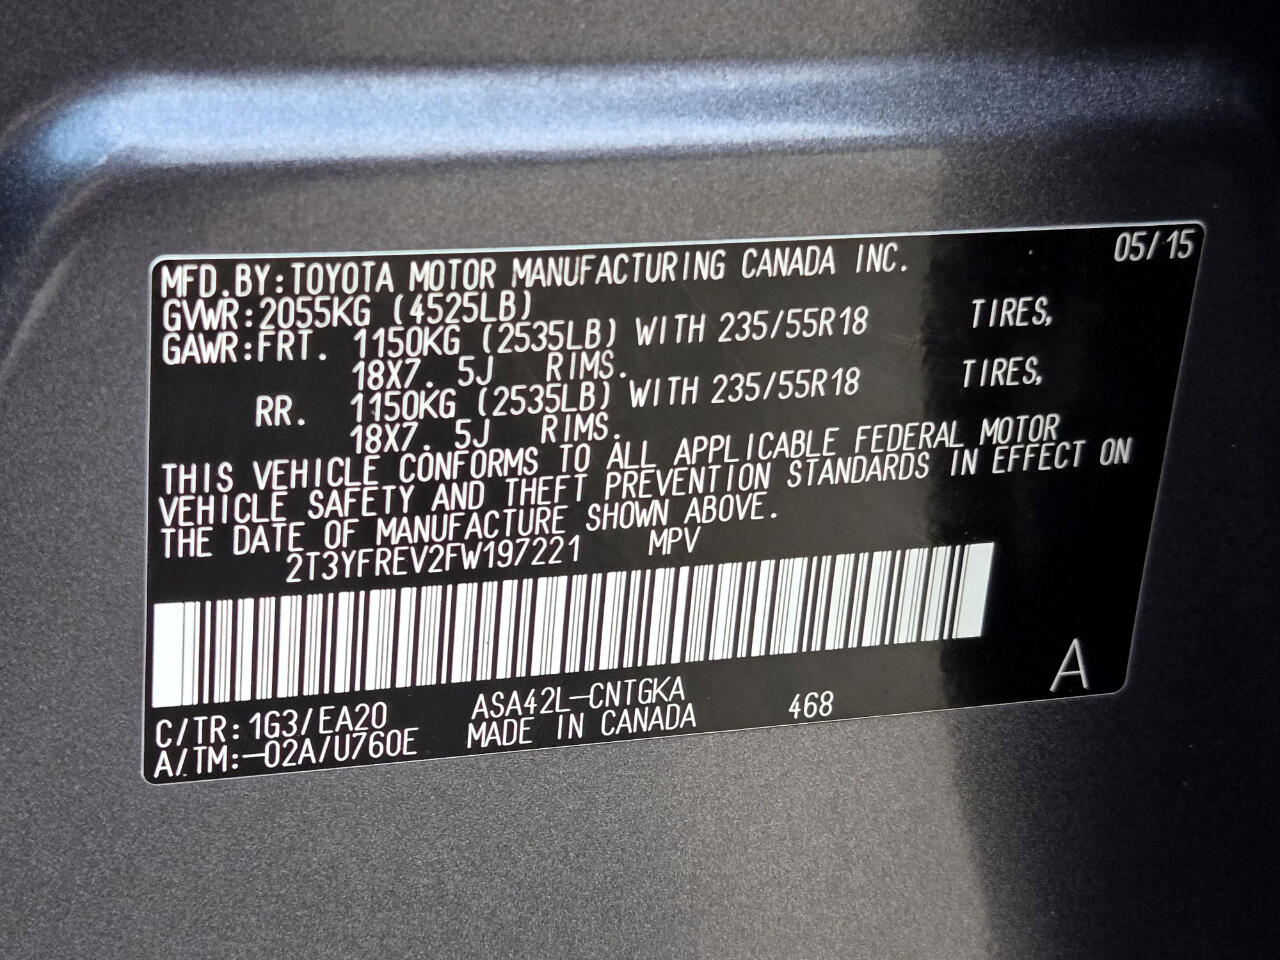 MFD.BY:TOYOTA MOTOR MANUFACTURING CANADA INC. 05/15
GVWR:2055KG (4525LB)
GAWR:FRT. 1150KG (2535LB) WITH 235/55R18 TIRES,
18X7. 5J RIMS.
RR. 1150KG (2535LB) WITH 235/55R18 TIRES,
18X7. 5J RIMS.
THIS VEHICLE CONFORMS TO ALL APPLICABLE FEDERAL MOTOR
VEHICLE SAFETY AND THEFT PREVENTION STANDARDS IN EFFECT ON
THE DATE OF MANUFACTURE SHOWN ABOVE.
2T3YFREV2FW197221 MPV
A
C/TR:1G3/EA20 ASA42L-CNTGKA 468
A/TM:-02A/U760E MADE IN CANADA